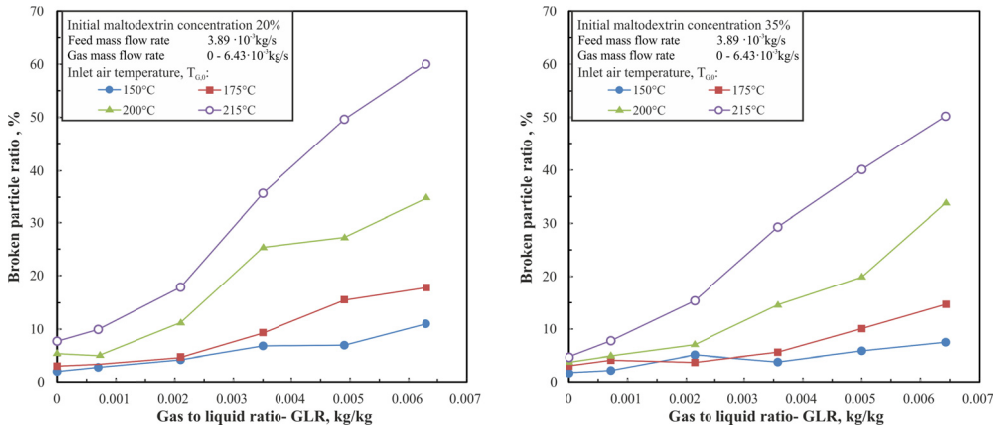 70
60
50
40
30
20
10
0
Broken particle ratio , %
Initial maltodextrin concentration 20%
Feed mass flow rate 3.89 ·10⁻³kg/s
Gas mass flow rate 0 - 6.43·10⁻³kg/s
Inlet air temperature, T_G,0:
150°C 175°C
200°C 215°C
0 0.001 0.002 0.003 0.004 0.005 0.006 0.007
Gas to liquid ratio- GLR, kg/kg
70
60
50
40
30
20
10
0
Broken particle ratio , %
Initial maltodextrin concentration 35%
Feed mass flow rate 3.89 ·10⁻³kg/s
Gas mass flow rate 0 - 6.43·10⁻³kg/s
Inlet air temperature, T_G,0:
150°C 175°C
200°C 215°C
0 0.001 0.002 0.003 0.004 0.005 0.006 0.007
Gas to liquid ratio- GLR, kg/kg